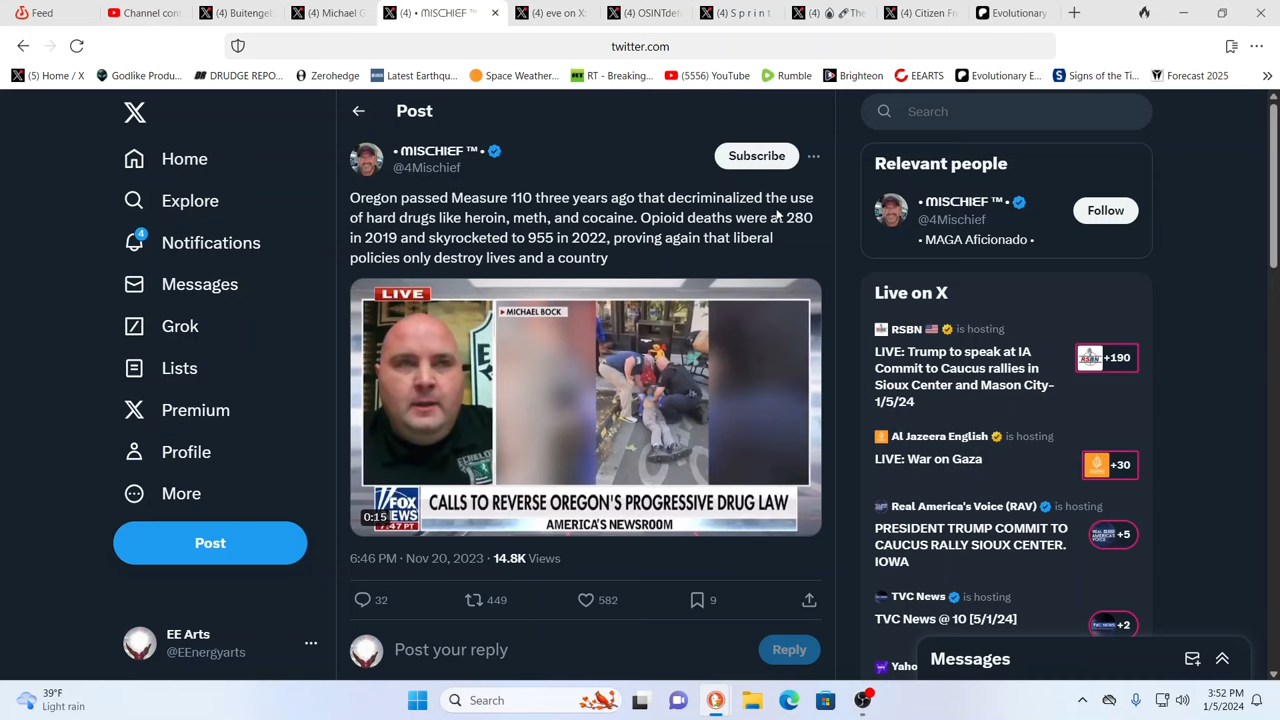 Feed
Channel con
(4) Buitengeb
(4) Michael G
(4) • MISCHIEF ™ •
(4) eve on X:
(4) OSINTdef
(4) S p r i n t
(4)
The
(4) Citizen Fr
Evolutionary
twitter.com
(5) Home / X
Godlike Produ...
DRUDGE REPO...
Zerohedge
Latest Earthqu...
Space Weather...
RT - Breaking...
(5556) YouTube
Rumble
Brighteon
EEARTS
Evolutionary E...
Signs of the Ti...
Forecast 2025
Home
Explore
4
Notifications
Messages
Grok
Lists
Premium
Profile
More
Post
EE Arts
@EEnergyarts
Post
• MISCHIEF ™ •
@4Mischief
Subscribe
Oregon passed Measure 110 three years ago that decriminalized the use
of hard drugs like heroin, meth, and cocaine. Opioid deaths were at 280
in 2019 and skyrocketed to 955 in 2022, proving again that liberal
policies only destroy lives and a country
LIVE
MICHAEL BOCK
FOX
NEWS
7:47 PT
0:15
CALLS TO REVERSE OREGON'S PROGRESSIVE DRUG LAW
AMERICA'S NEWSROOM
6:46 PM · Nov 20, 2023 · 14.8K Views
32
449
582
9
Post your reply
Reply
Search
Relevant people
• MISCHIEF ™ •
@4Mischief
Follow
• MAGA Aficionado •
Live on X
RSBN is hosting
LIVE: Trump to speak at IA
Commit to Caucus rallies in
Sioux Center and Mason City-
1/5/24
+190
Al Jazeera English is hosting
LIVE: War on Gaza
+30
Real America's Voice (RAV) is hosting
PRESIDENT TRUMP COMMIT TO
CAUCUS RALLY SIOUX CENTER.
IOWA
+5
TVC News is hosting
TVC News @ 10 [5/1/24]
+2
Yaho
Messages
39°F
Light rain
Search
3:52 PM
1/5/2024